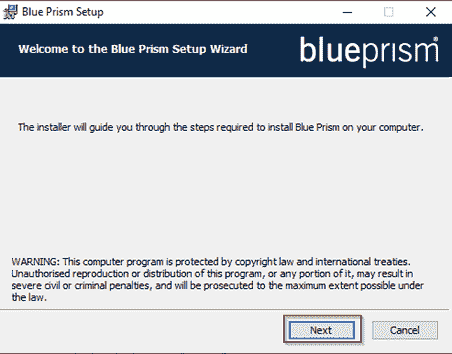 Blue Prism Setup
Welcome to the Blue Prism Setup Wizard
blueprism®
The installer will guide you through the steps required to install Blue Prism on your computer.
WARNING: This computer program is protected by copyright law and international treaties.
Unauthorised reproduction or distribution of this program, or any portion of it, may result in
severe civil or criminal penalties, and will be prosecuted to the maximum extent possible under
the law.
Next
Cancel